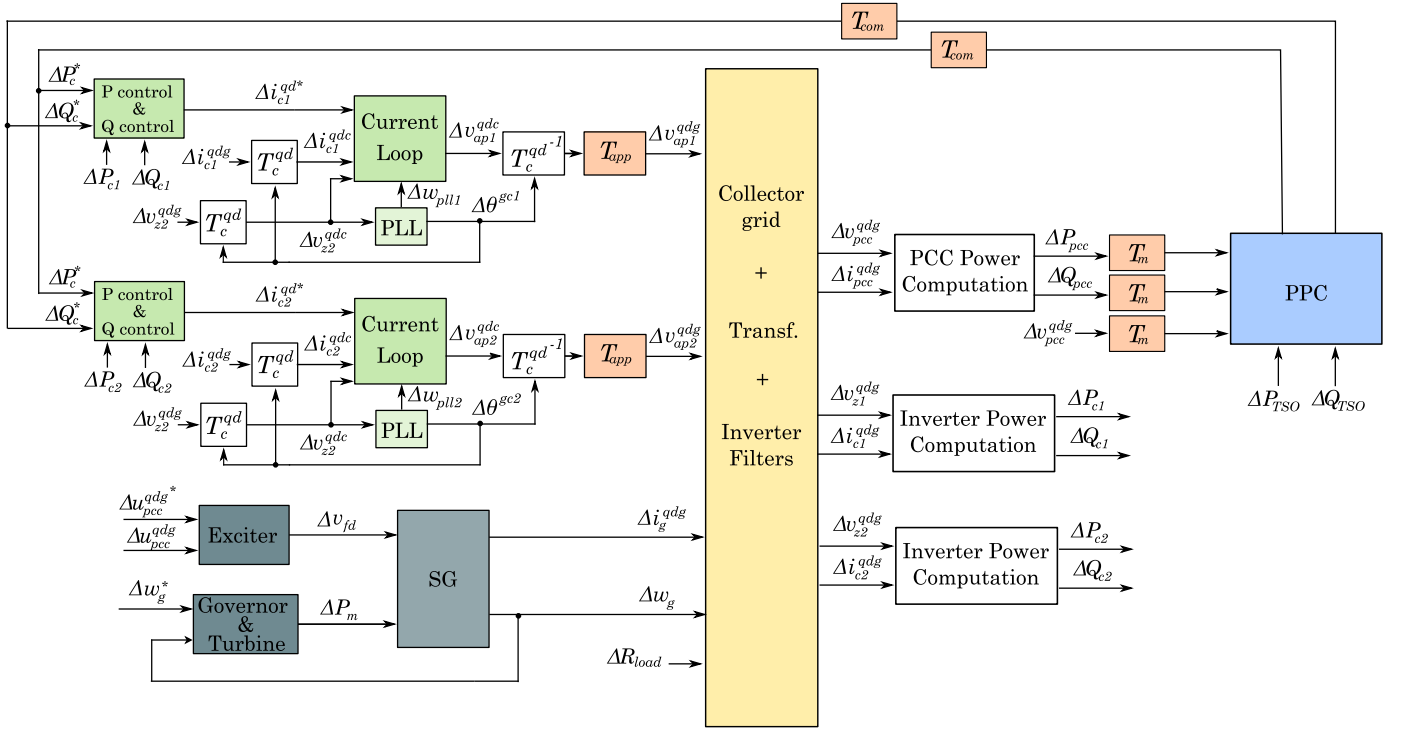 T_com
T_com
ΔP_c^*
ΔQ_c^*
P control
&
Q control
ΔP_c1
ΔQ_c1
Δi_c1^qd*
Δi_c1^qdg
T_c^qd
Δi_c1^qdc
Current
Loop
Δv_z2^qdg
T_c^qd
Δv_z2^qdc
PLL
Δw_pll1
Δθ^gc1
Δv_ap1^qdc
T_c^qd^-1
T_app
Δv_ap1^qdg
ΔP_c^*
ΔQ_c^*
P control
&
Q control
ΔP_c2
ΔQ_c2
Δi_c2^qd*
Δi_c2^qdg
T_c^qd
Δi_c2^qdc
Current
Loop
Δv_z2^qdg
T_c^qd
Δv_z2^qdc
PLL
Δw_pll2
Δθ^gc2
Δv_ap2^qdc
T_c^qd^-1
T_app
Δv_ap2^qdg
Δu_pcc^qdg*
Δu_pcc^qdg
Exciter
Δv_fd
SG
Δi_g^qdg
Δw_g^*
Governor
&
Turbine
ΔP_m
Δw_g
ΔR_load
Collector
grid
+
Transf.
+
Inverter
Filters
Δv_pcc^qdg
Δi_pcc^qdg
PCC Power
Computation
ΔP_pcc
ΔQ_pcc
Δv_pcc^qdg
T_m
T_m
T_m
PPC
ΔP_TSO
ΔQ_TSO
Δv_z1^qdg
Δi_c1^qdg
Inverter Power
Computation
ΔP_c1
ΔQ_c1
Δv_z2^qdg
Δi_c2^qdg
Inverter Power
Computation
ΔP_c2
ΔQ_c2